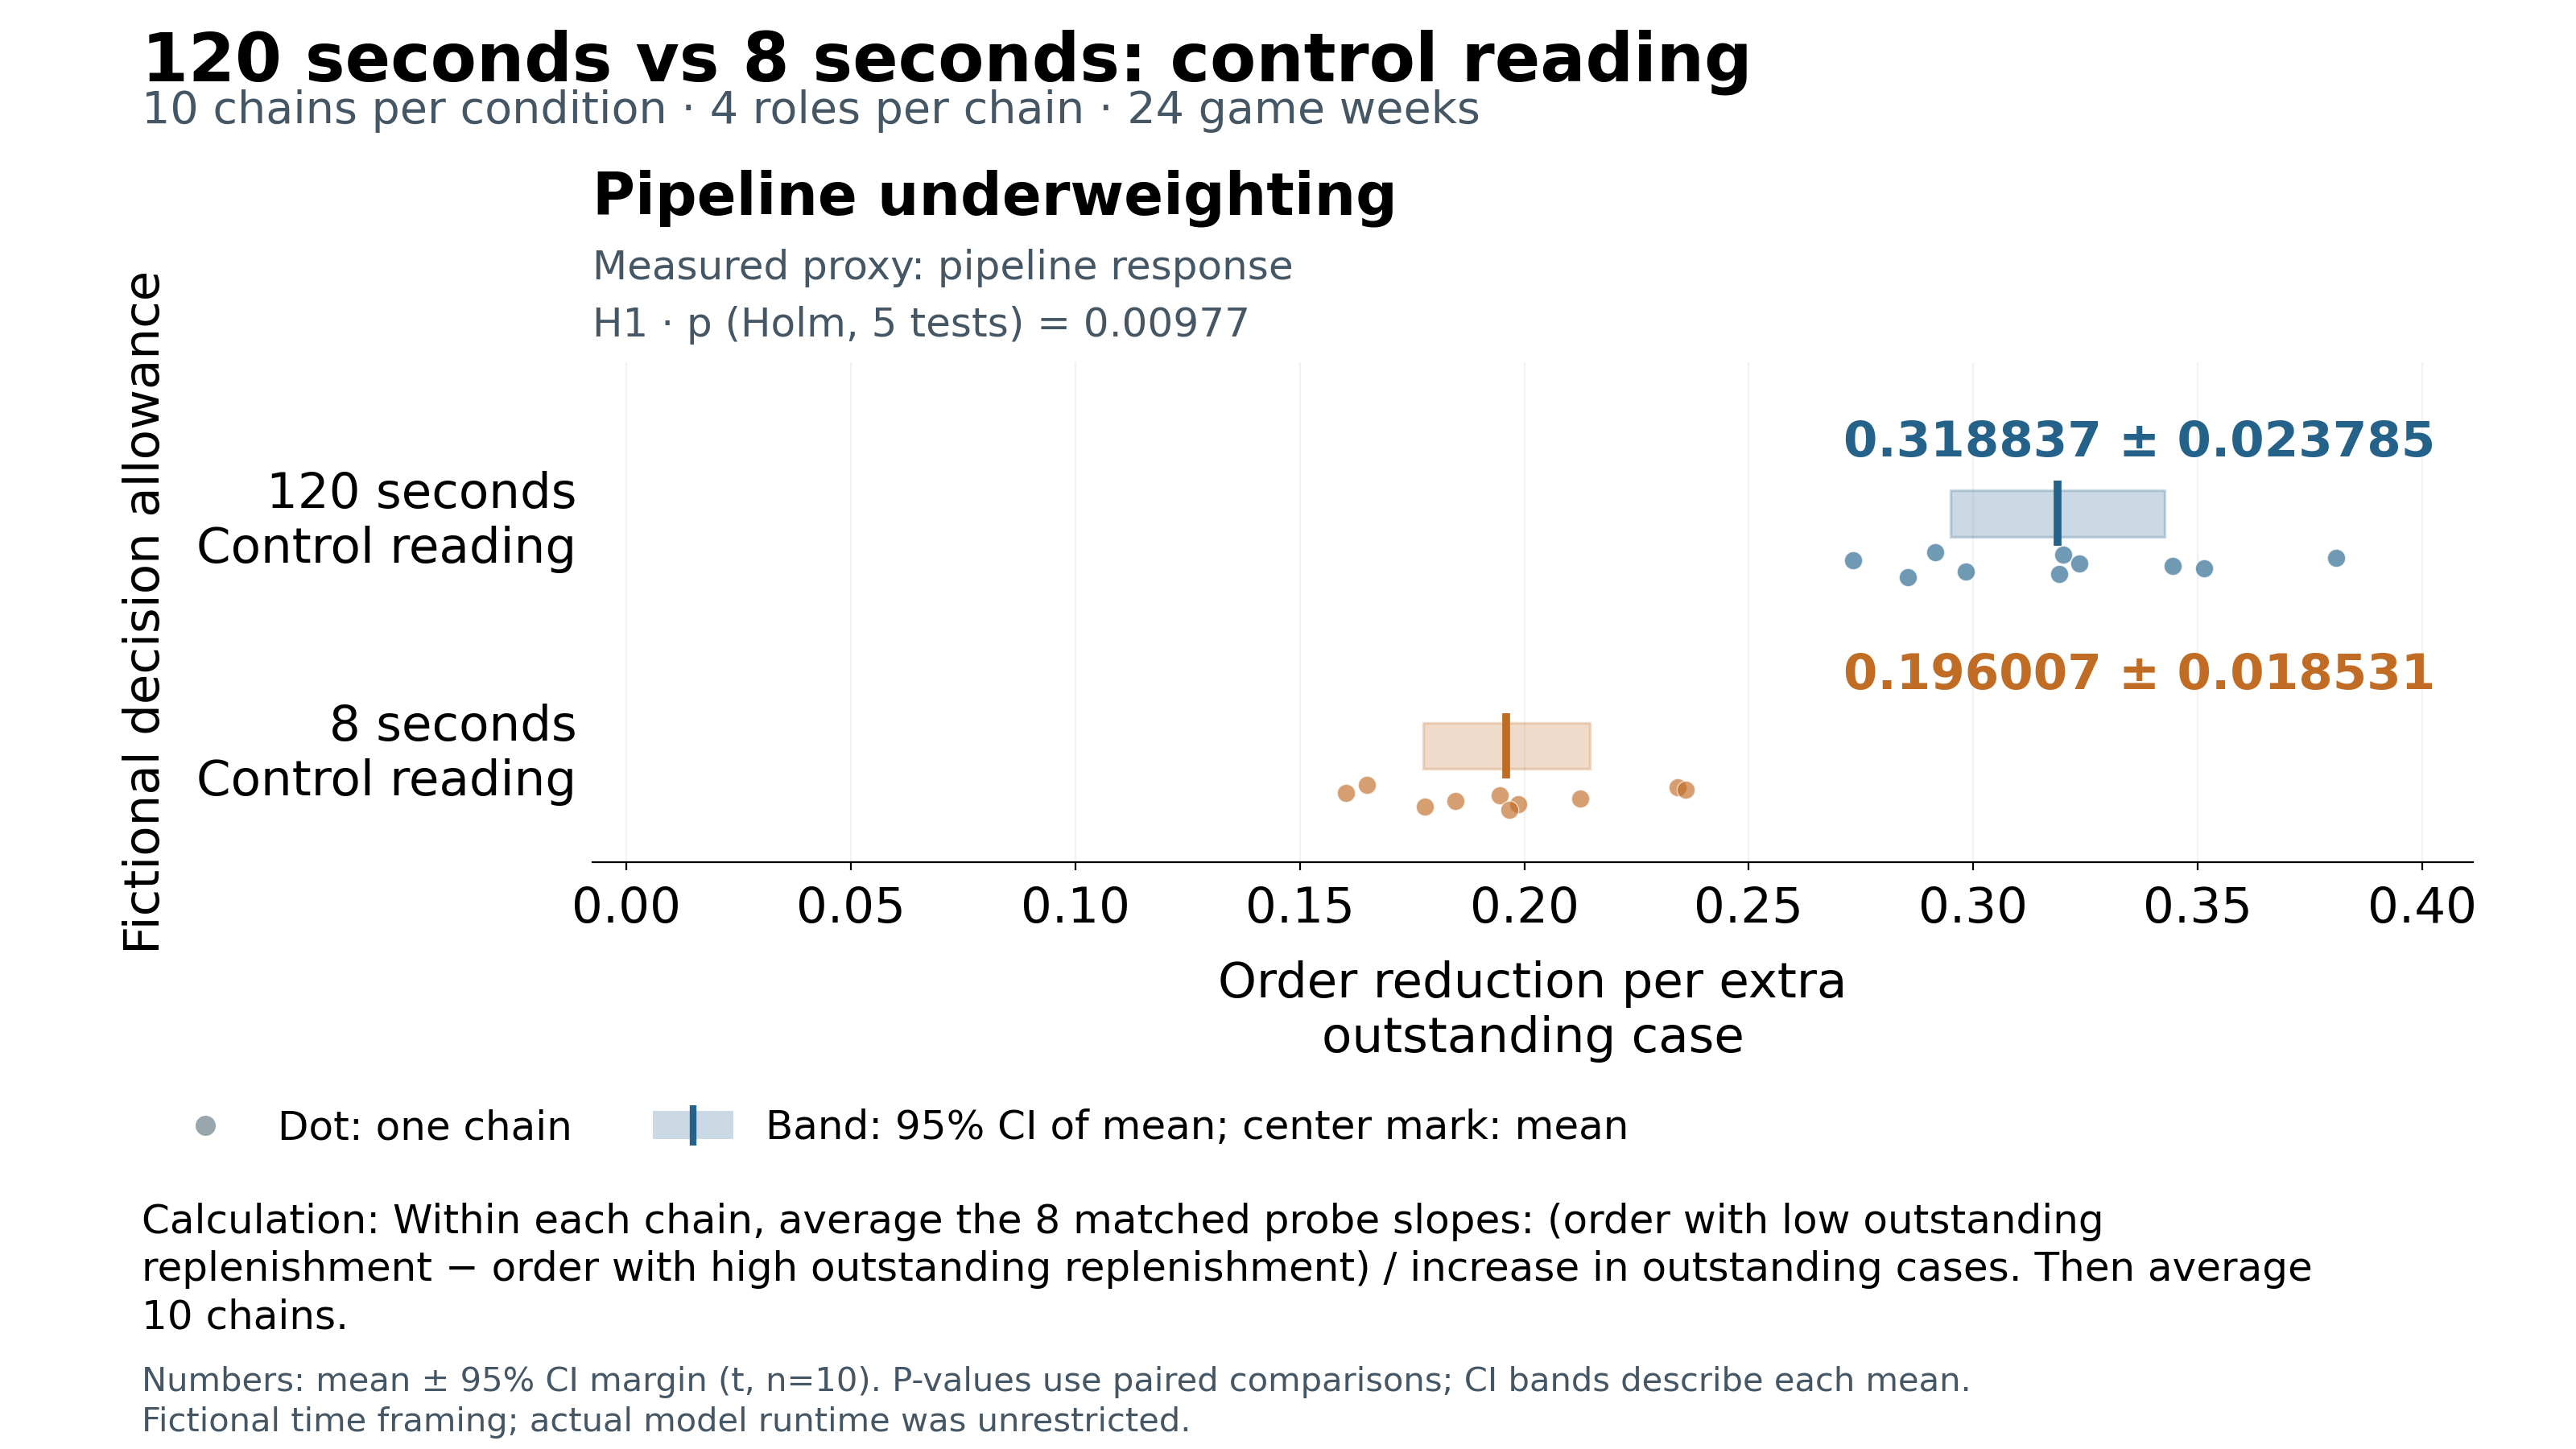 120 seconds vs 8 seconds: control reading
10 chains per condition · 4 roles per chain · 24 game weeks
Pipeline underweighting
Measured proxy: pipeline response
H1 · p (Holm, 5 tests) = 0.00977
Fictional decision allowance
0.318837 ± 0.023785
120 seconds
Control reading
0.196007 ± 0.018531
8 seconds
Control reading
0.00 0.05 0.10 0.15 0.20 0.25 0.30 0.35 0.40
Order reduction per extra
outstanding case
Dot: one chain
Band: 95% CI of mean; center mark: mean
Calculation: Within each chain, average the 8 matched probe slopes: (order with low outstanding
replenishment − order with high outstanding replenishment) / increase in outstanding cases. Then average
10 chains.
Numbers: mean ± 95% CI margin (t, n=10). P-values use paired comparisons; CI bands describe each mean.
Fictional time framing; actual model runtime was unrestricted.